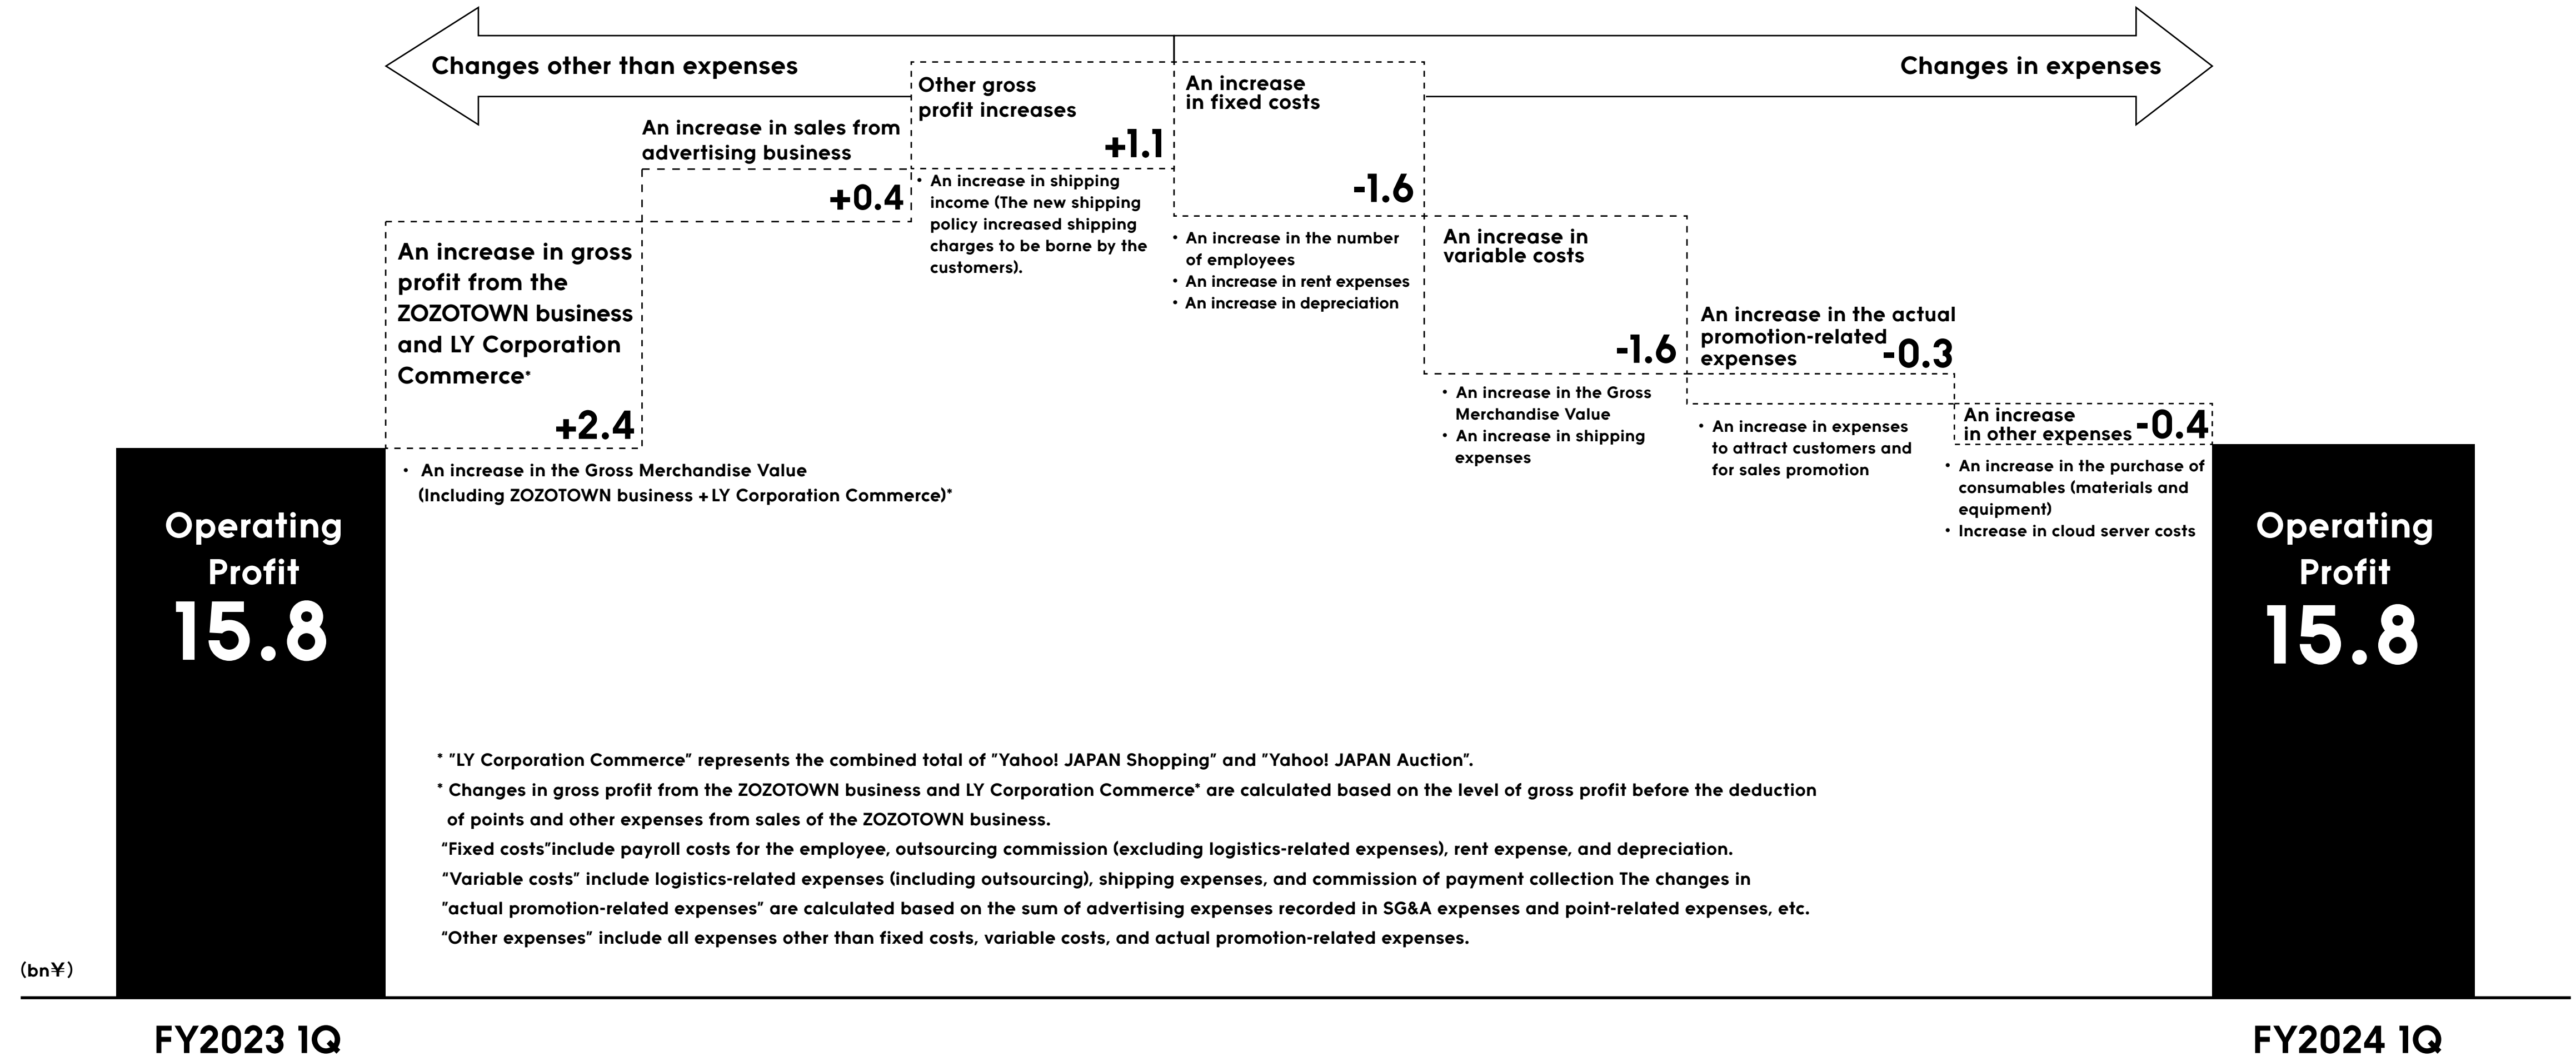 Changes other than expenses
Changes in expenses
Operating
Profit
15.8
An increase in gross
profit from the
ZOZOTOWN business
and LY Corporation
Commerce*
+2.4
• An increase in the Gross Merchandise Value
(Including ZOZOTOWN business +LY Corporation Commerce)*
An increase in sales from
advertising business
+0.4
Other gross
profit increases
+1.1
• An increase in shipping
income (The new shipping
policy increased shipping
charges to be borne by the
customers).
An increase
in fixed costs
-1.6
• An increase in the number
of employees
• An increase in rent expenses
• An increase in depreciation
An increase in
variable costs
-1.6
• An increase in the Gross
Merchandise Value
• An increase in shipping
expenses
An increase in the actual
promotion-related
expenses
-0.3
• An increase in expenses
to attract customers and
for sales promotion
An increase
in other expenses
-0.4
• An increase in the purchase of
consumables (materials and
equipment)
• Increase in cloud server costs
Operating
Profit
15.8
* "LY Corporation Commerce" represents the combined total of "Yahoo! JAPAN Shopping" and "Yahoo! JAPAN Auction".
* Changes in gross profit from the ZOZOTOWN business and LY Corporation Commerce* are calculated based on the level of gross profit before the deduction
of points and other expenses from sales of the ZOZOTOWN business.
"Fixed costs"include payroll costs for the employee, outsourcing commission (excluding logistics-related expenses), rent expense, and depreciation.
"Variable costs" include logistics-related expenses (including outsourcing), shipping expenses, and commission of payment collection The changes in
"actual promotion-related expenses" are calculated based on the sum of advertising expenses recorded in SG&A expenses and point-related expenses, etc.
"Other expenses" include all expenses other than fixed costs, variable costs, and actual promotion-related expenses.
(bn¥)
FY2023 1Q
FY2024 1Q